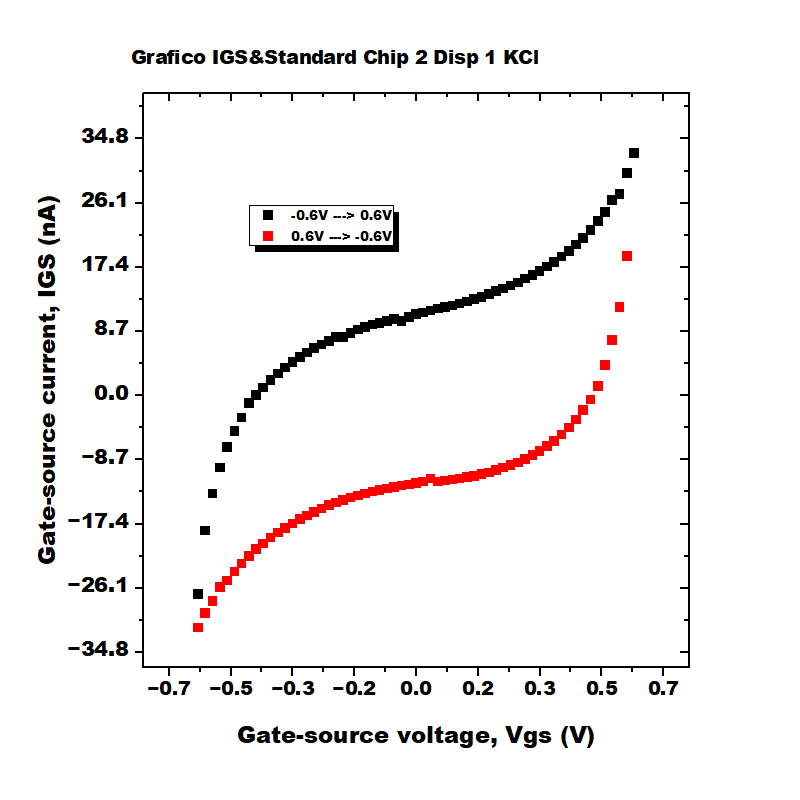 Grafico IGS&Standard Chip 2 Disp 1 KCl
34.8
26.1
17.4
8.7
0.0
−8.7
−17.4
−26.1
−34.8
Gate-source current, IGS (nA)
-0.6V ---> 0.6V
0.6V ---> -0.6V
−0.7 −0.5 −0.3 −0.2 0.0 0.2 0.3 0.5 0.7
Gate-source voltage, Vgs (V)